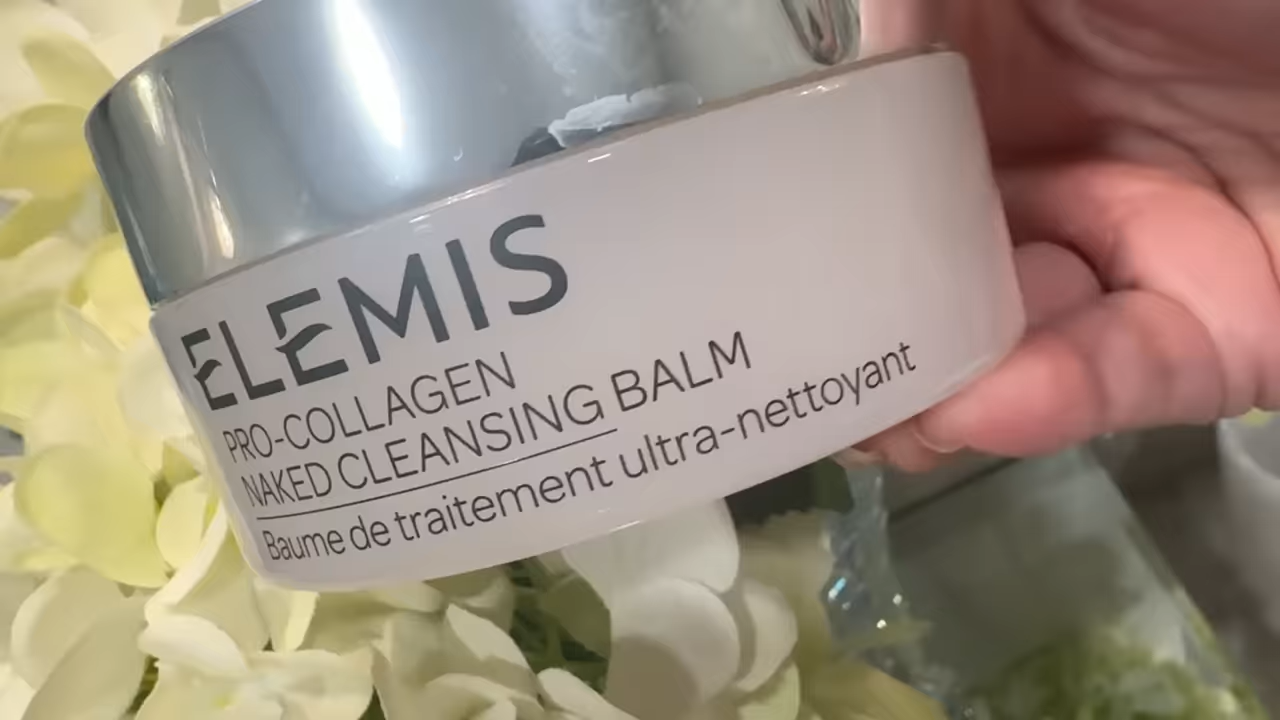 ELEMIS
PRO-COLLAGEN
NAKED CLEANSING BALM
Baume de traitement ultra-nettoyant